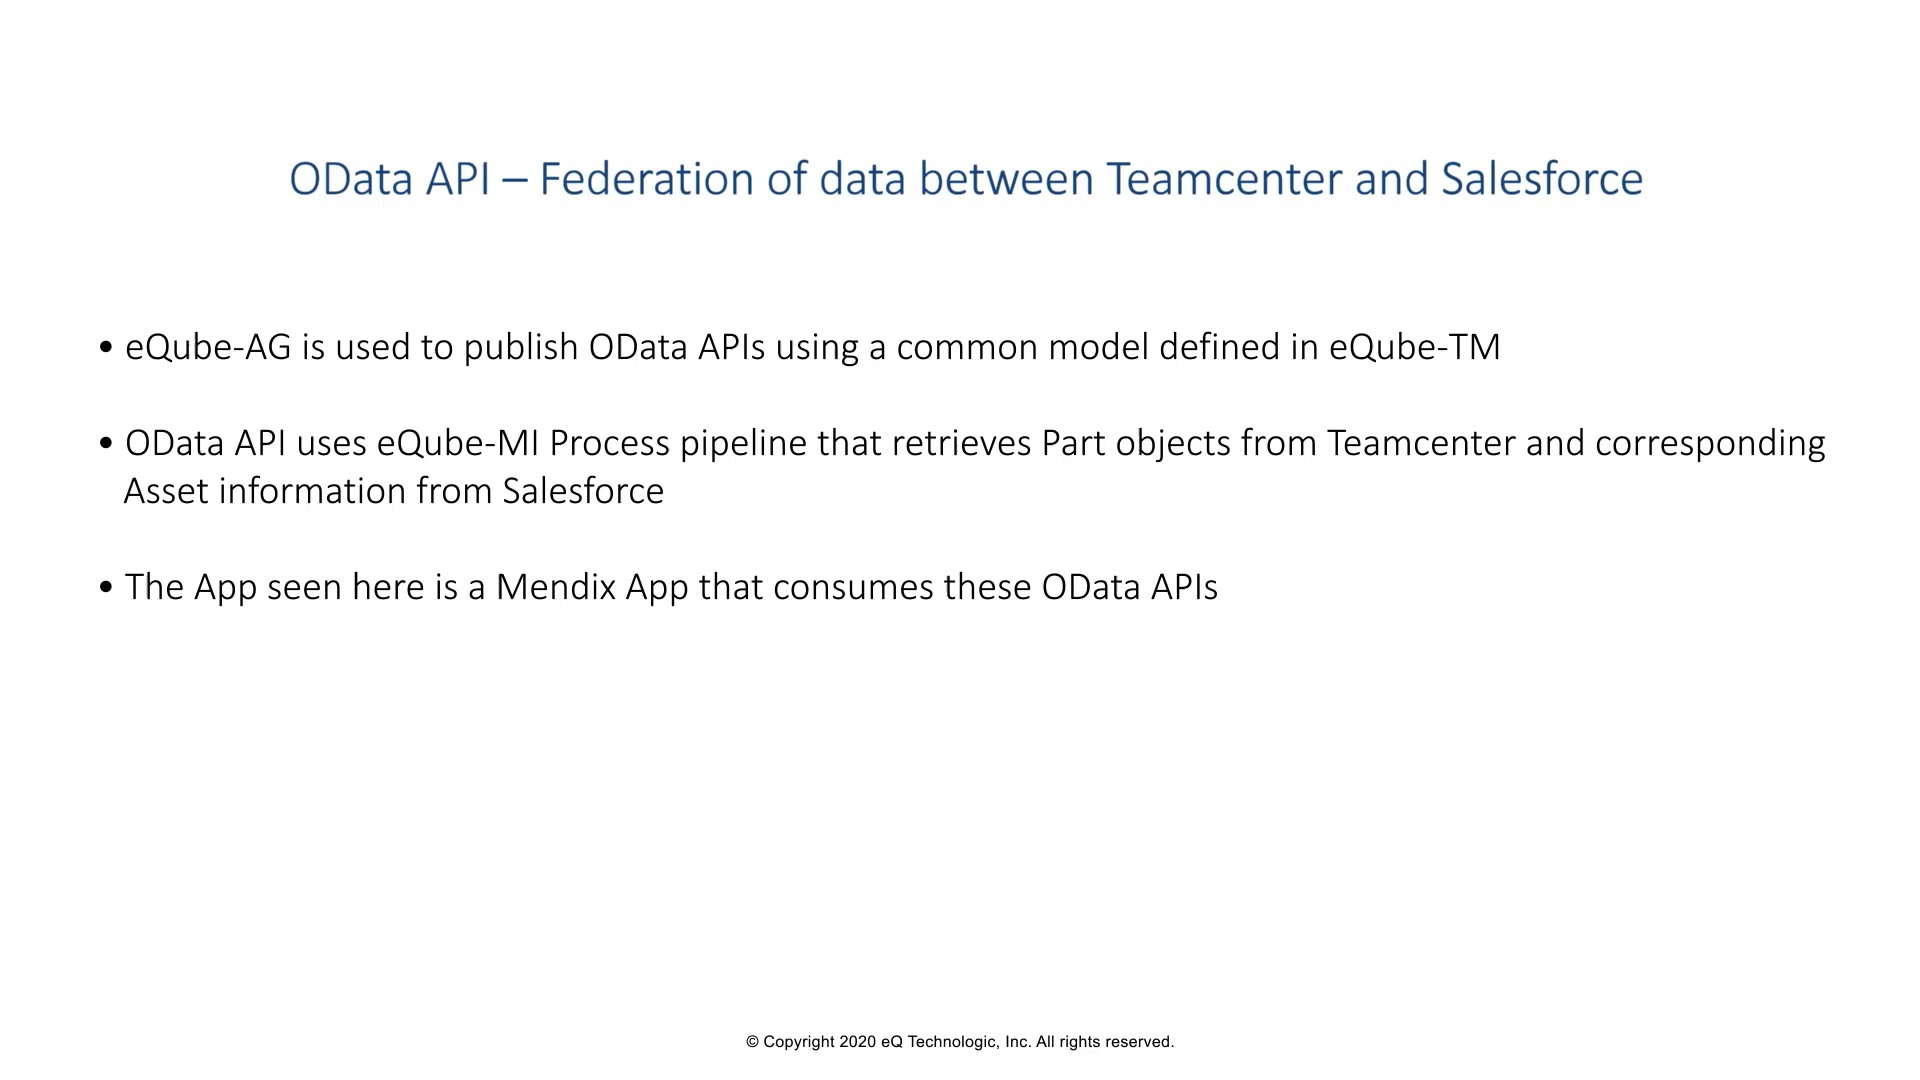 OData API – Federation of data between Teamcenter and Salesforce
• eQube-AG is used to publish OData APIs using a common model defined in eQube-TM
• OData API uses eQube-MI Process pipeline that retrieves Part objects from Teamcenter and corresponding
Asset information from Salesforce
• The App seen here is a Mendix App that consumes these OData APIs
© Copyright 2020 eQ Technologic, Inc. All rights reserved.